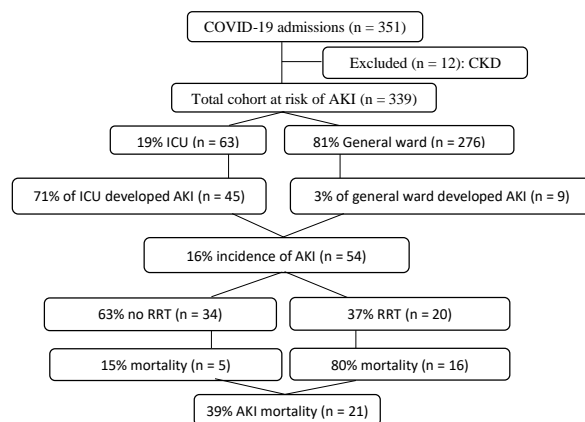 COVID-19 admissions (n = 351)
Excluded (n = 12): CKD
Total cohort at risk of AKI (n = 339)
19% ICU (n = 63)
81% General ward (n = 276)
71% of ICU developed AKI (n = 45)
3% of general ward developed AKI (n = 9)
16% incidence of AKI (n = 54)
63% no RRT (n = 34)
37% RRT (n = 20)
15% mortality (n = 5)
80% mortality (n = 16)
39% AKI mortality (n = 21)